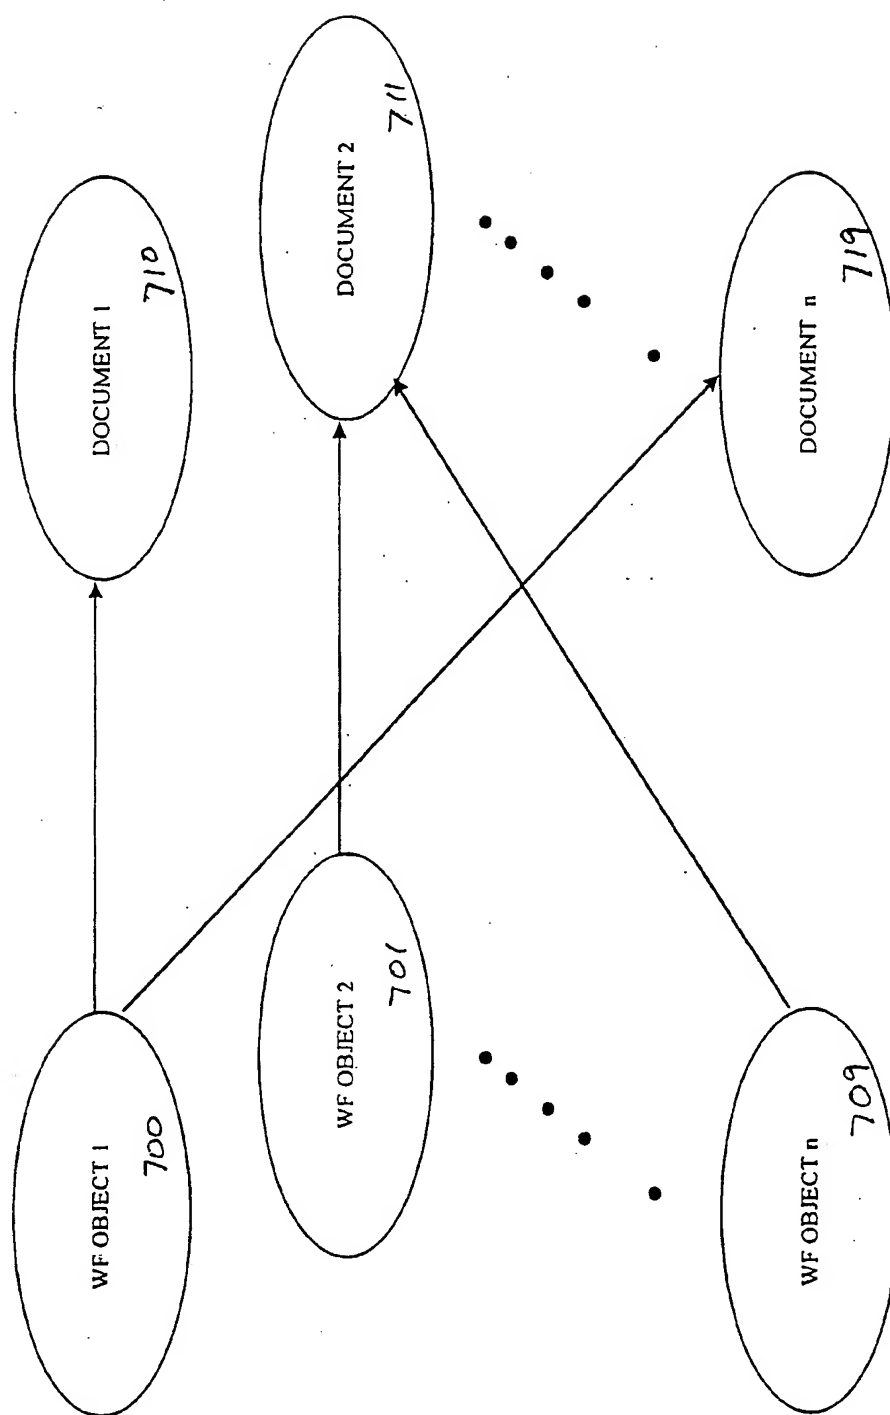 WF OBJECT 1
700
DOCUMENT 1
710
WF OBJECT 2
701
DOCUMENT 2
711
WF OBJECT n
709
DOCUMENT n
719